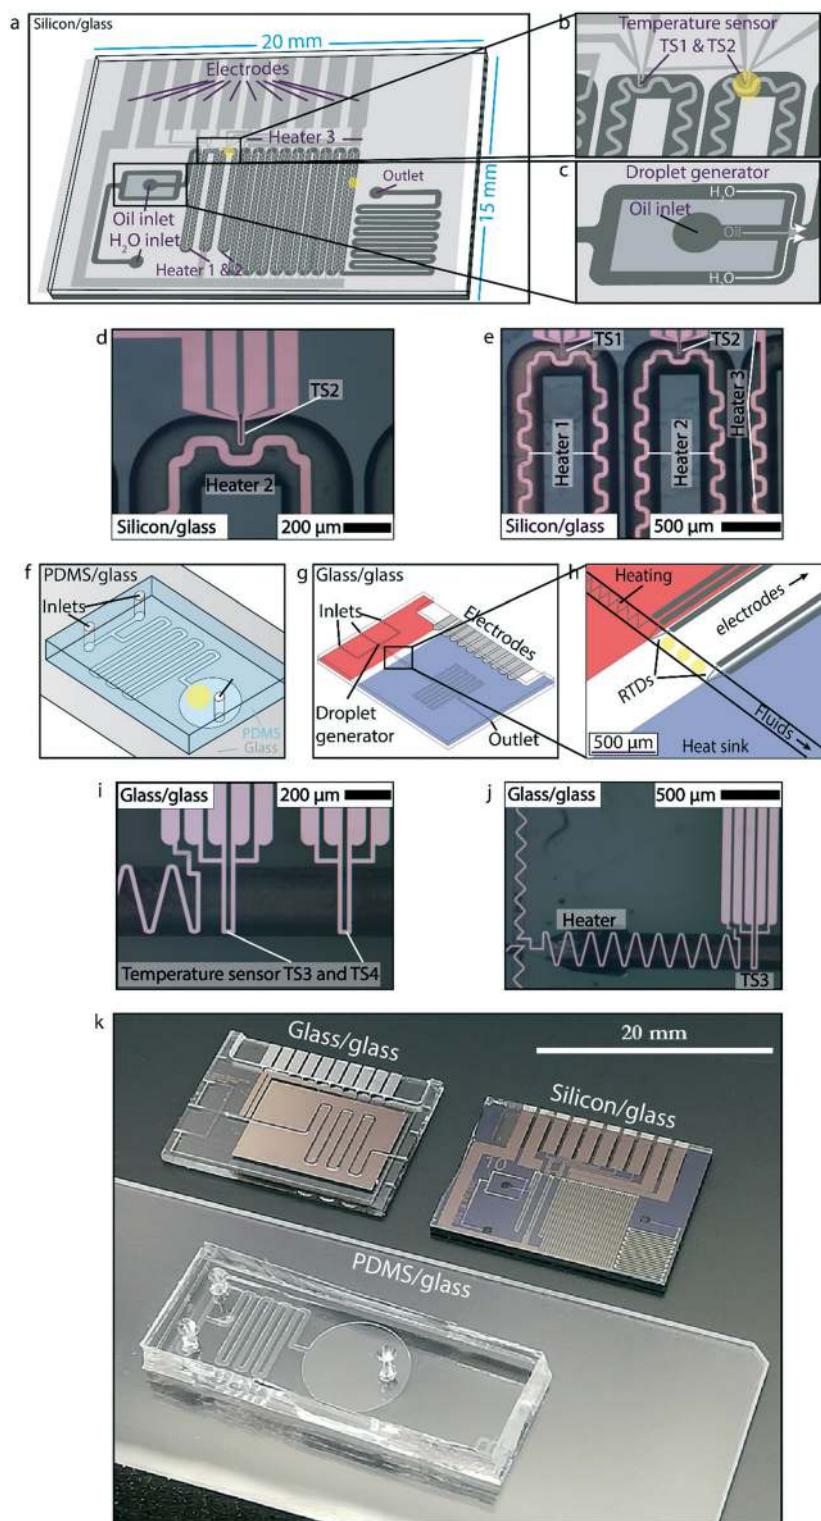 a
Silicon/glass
20 mm
Electrodes
Heater 3
Outlet
Oil inlet
H₂O inlet
Heater 1 & 2
15 mm
b
Temperature sensor
TS1 & TS2
c
Droplet generator
H₂O
Oil inlet
Oil
H₂O
d
TS2
Heater 2
Silicon/glass
200 µm
e
TS1
TS2
Heater 1
Heater 2
Heater 3
Silicon/glass
500 µm
f
PDMS/glass
Inlets
PDMS
Glass
g
Glass/glass
Inlets
Electrodes
Droplet
generator
Outlet
h
Heating
electrodes
RTDs
Fluids
500 µm
Heat sink
i
Glass/glass
200 µm
Temperature sensor TS3 and TS4
j
Glass/glass
500 µm
Heater
TS3
k
Glass/glass
20 mm
Silicon/glass
10
PDMS/glass